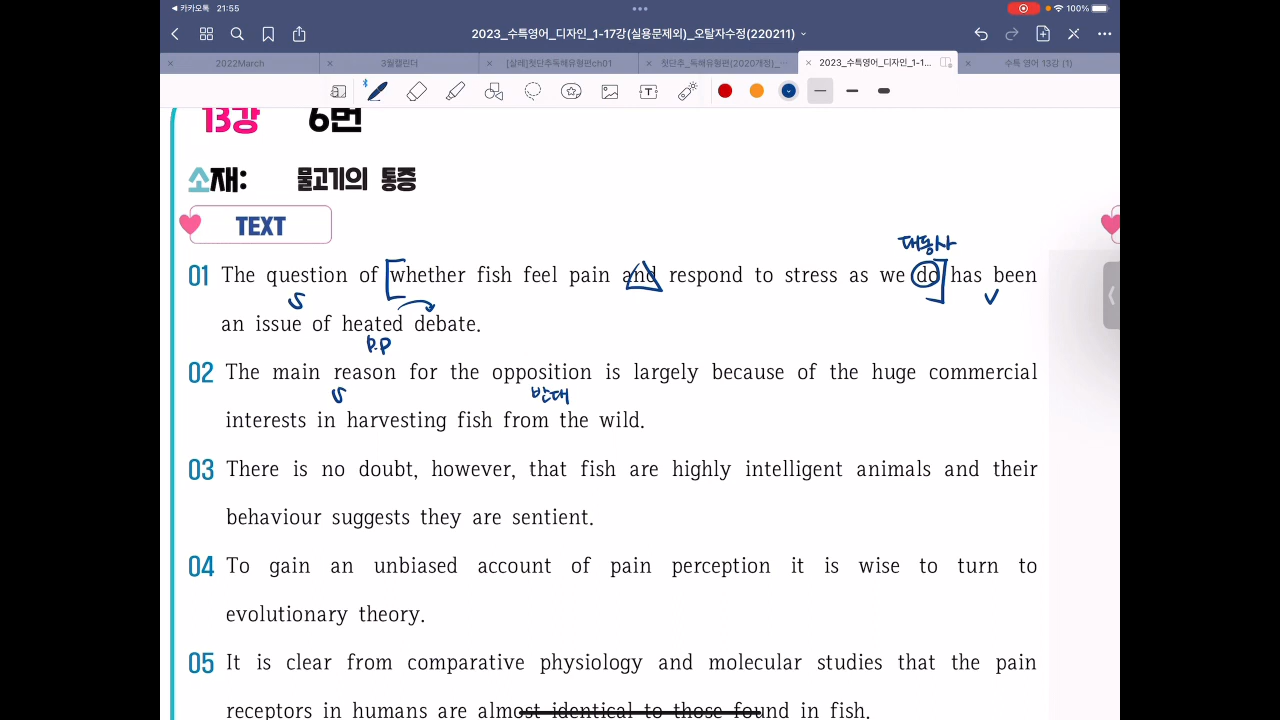 ◀ 카카오톡 21:55
100%
2023_수특영어_디자인_1-17강(실용문제외)_오탈자수정(220211)
2022March
3월캘린더
[살레]첫단추독해유형편ch01
첫단추_독해유형편(2020개정)_...
2023_수특영어_디자인_1-1...
수특 영어 13강 (1)
13강 6번
소재: 물고기의 통증
TEXT
대동사
01 The question of [whether fish feel pain and respond to stress as we do] has been
S V
an issue of heated debate.
P.P
02 The main reason for the opposition is largely because of the huge commercial
S 반대
interests in harvesting fish from the wild.
03 There is no doubt, however, that fish are highly intelligent animals and their
behaviour suggests they are sentient.
04 To gain an unbiased account of pain perception it is wise to turn to
evolutionary theory.
05 It is clear from comparative physiology and molecular studies that the pain
receptors in humans are almost identical to those found in fish.